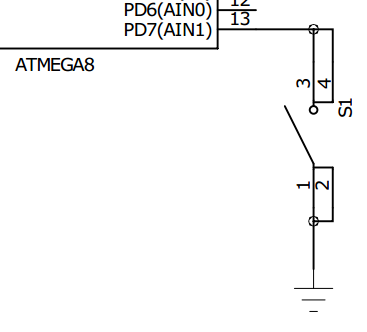 12
PD6(AIN0)
13
PD7(AIN1)
ATMEGA8
3
4
S1
1
2